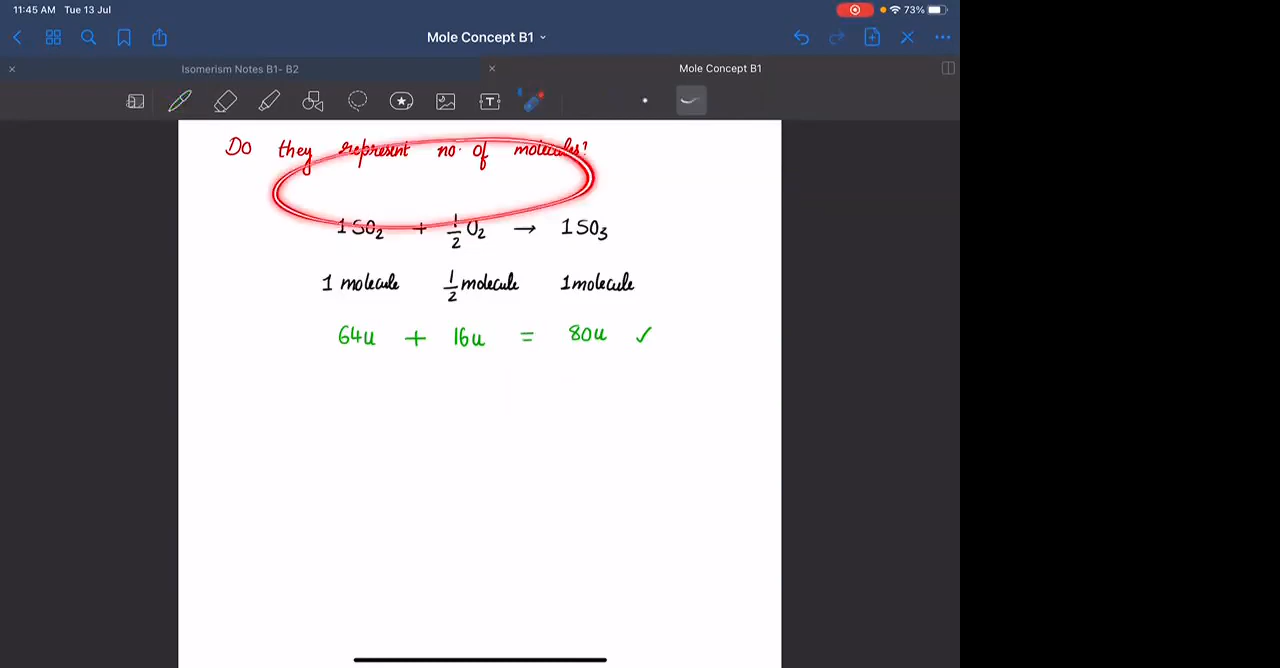 11:45 AM Tue 13 Jul
73%
Mole Concept B1
Isomerism Notes B1- B2
Mole Concept B1
T
Do they represent no. of molecules?
1 SO₂ + ½ O₂ → 1 SO₃
1 molecule ½ molecule 1 molecule
64u + 16u = 80u ✓